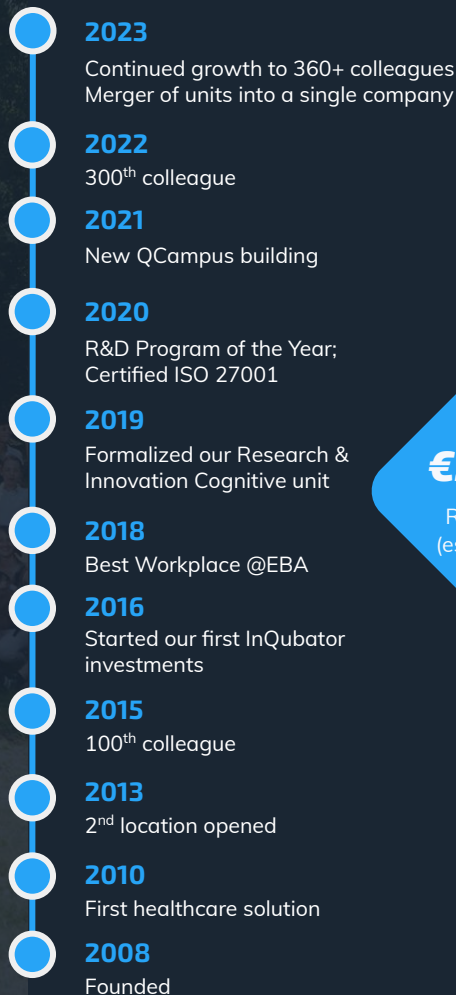 2023
Continued growth to 360+ colleagues
Merger of units into a single company
2022
300th colleague
2021
New QCampus building
2020
R&D Program of the Year;
Certified ISO 27001
2019
Formalized our Research &
Innovation Cognitive unit
2018
Best Workplace @EBA
2016
Started our first InQubator
investments
2015
100th colleague
2013
2nd location opened
2010
First healthcare solution
2008
Founded
€